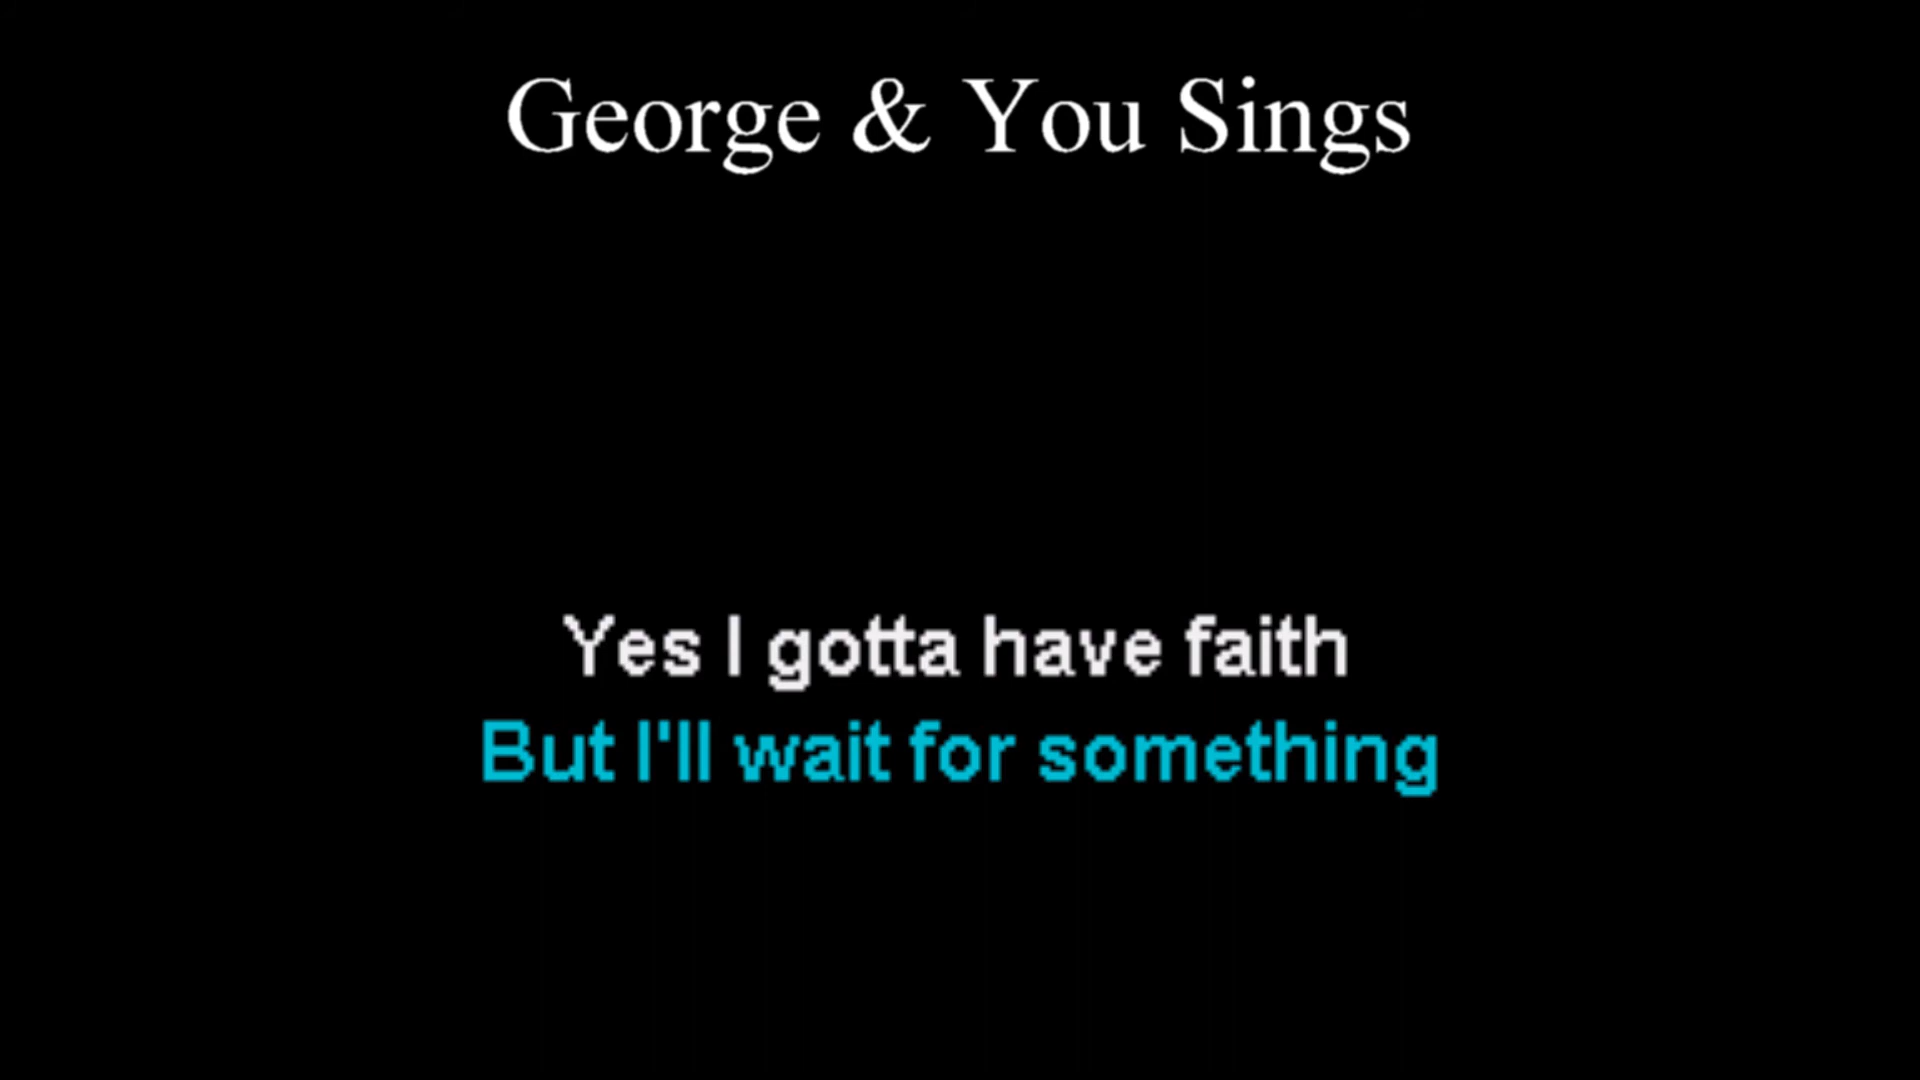 George & You Sings
Yes I gotta have faith
But I'll wait for something